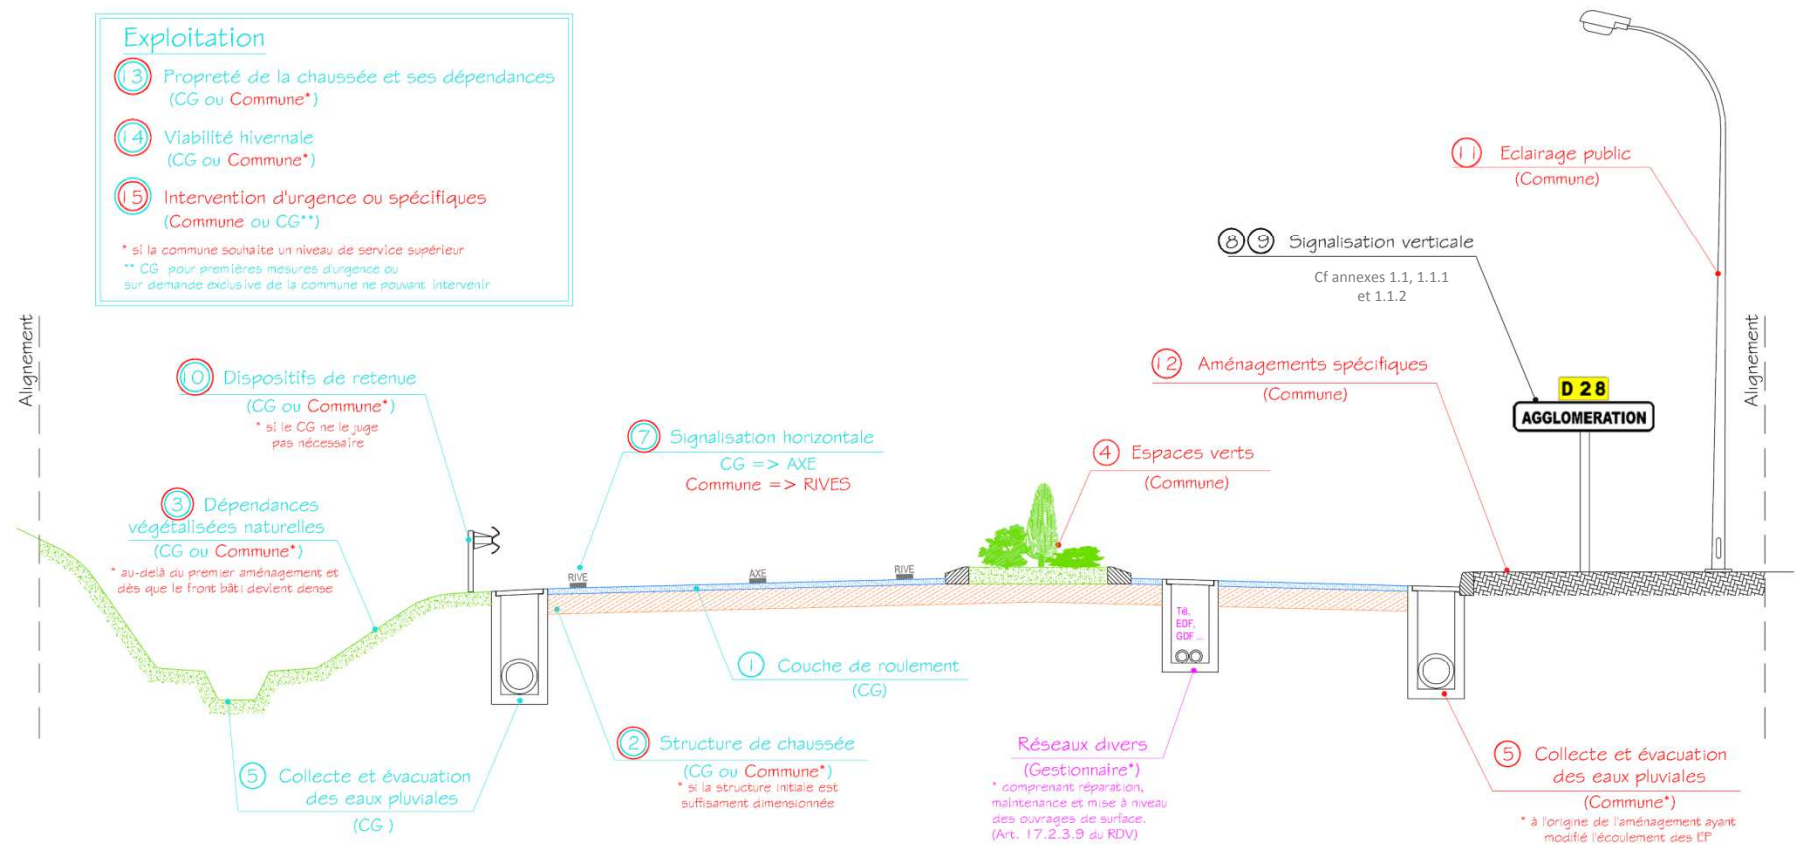 Exploitation
13 Propreté de la chaussée et ses dépendances
(CG ou Commune*)
14 Viabilité hivernale
(CG ou Commune*)
15 Intervention d'urgence ou spécifiques
(Commune ou CG**)
* si la commune souhaite un niveau de service supérieur
** CG pour premières mesures d'urgence ou
sur demande exclusive de la commune ne pouvant intervenir
11 Eclairage public
(Commune)
8 9 Signalisation verticale
Cf annexes 1.1, 1.1.1
et 1.1.2
Alignement
Alignement
10 Dispositifs de retenue
(CG ou Commune*)
* si le CG ne le juge
pas nécessaire
12 Aménagements spécifiques
(Commune)
D 28
AGGLOMERATION
7 Signalisation horizontale
CG => AXE
Commune => RIVES
4 Espaces verts
(Commune)
3 Dépendances
végétalisées naturelles
(CG ou Commune*)
* au-delà du premier aménagement et
dès que le front bâti devient dense
RIVE
AXE
RIVE
Tél.
EDF,
GDF ...
1 Couche de roulement
(CG)
2 Structure de chaussée
(CG ou Commune*)
* si la structure initiale est
suffisament dimensionnée
Réseaux divers
(Gestionnaire*)
* comprenant réparation,
maintenance et mise à niveau
des ouvrages de surface.
(Art. 17.2.3.9 du RDV)
5 Collecte et évacuation
des eaux pluviales
(CG )
5 Collecte et évacuation
des eaux pluviales
(Commune*)
* à l'origine de l'aménagement ayant
modifié l'écoulement des EP